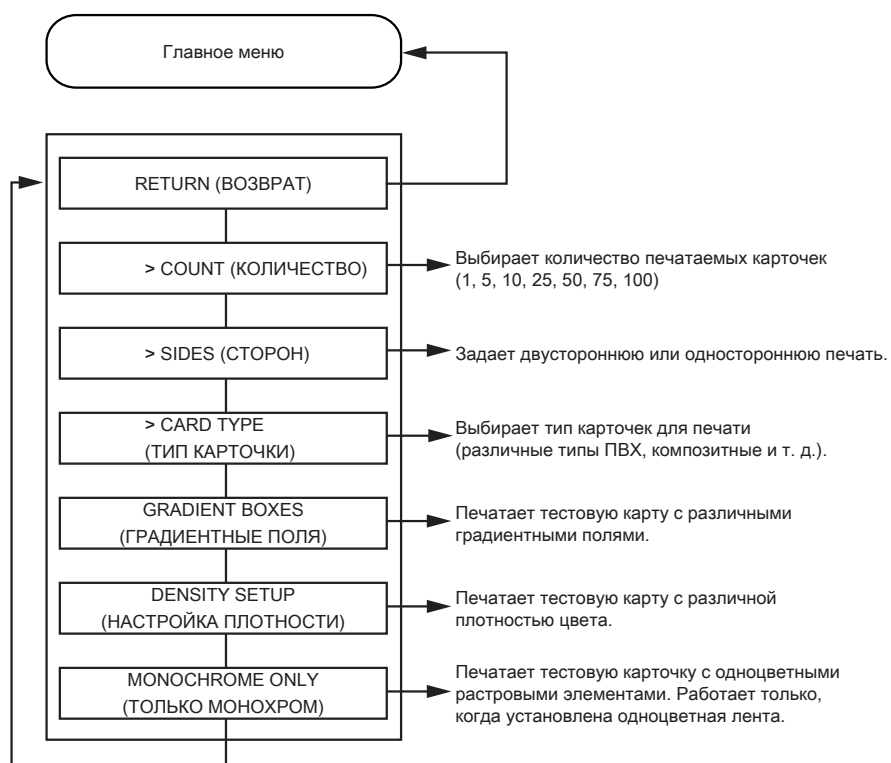 Главное меню
RETURN (ВОЗВРАТ)
> COUNT (КОЛИЧЕСТВО)
Выбирает количество печатаемых карточек
(1, 5, 10, 25, 50, 75, 100)
> SIDES (СТОРОН)
Задает двустороннюю или одностороннюю печать.
> CARD TYPE
(ТИП КАРТОЧКИ)
Выбирает тип карточек для печати
(различные типы ПВХ, композитные и т. д.).
GRADIENT BOXES
(ГРАДИЕНТНЫЕ ПОЛЯ)
Печатает тестовую карту с различными
градиентными полями.
DENSITY SETUP
(НАСТРОЙКА ПЛОТНОСТИ)
Печатает тестовую карту с различной
плотностью цвета.
MONOCHROME ONLY
(ТОЛЬКО МОНОХРОМ)
Печатает тестовую карточку с одноцветными
растровыми элементами. Работает только,
когда установлена одноцветная лента.